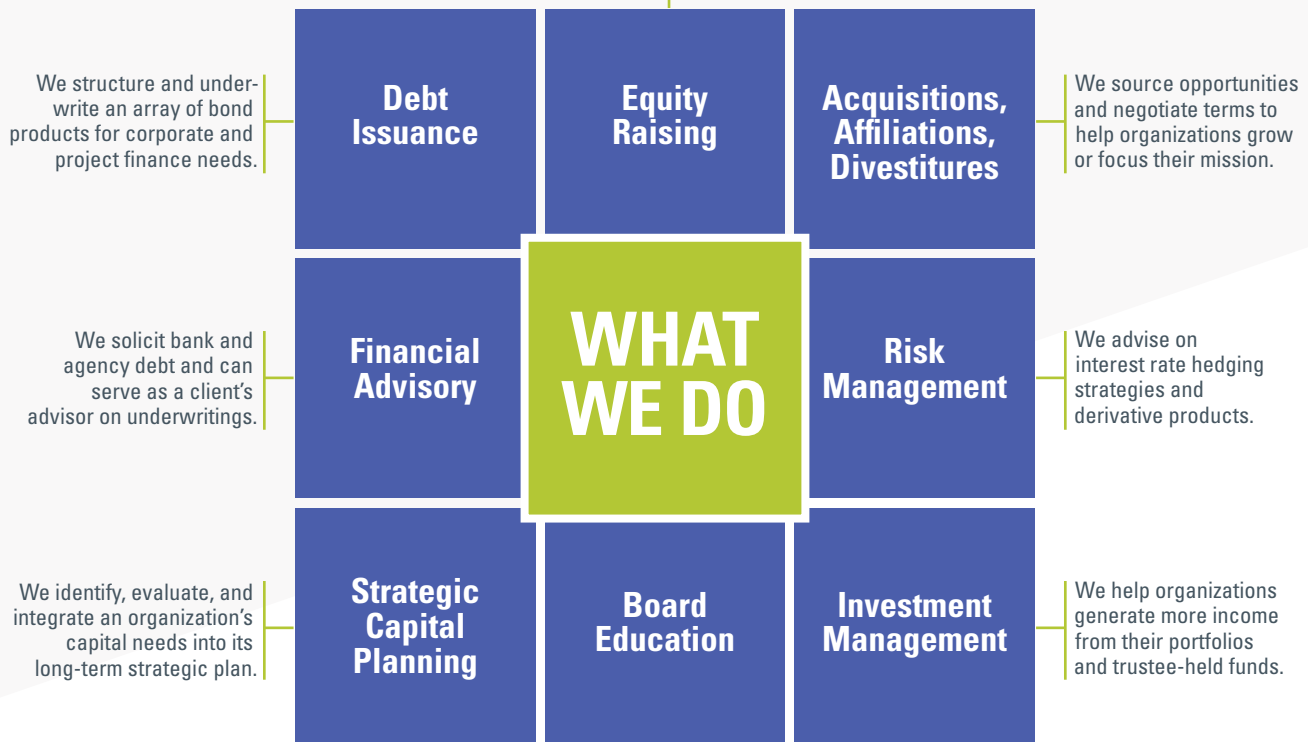 We structure and under-
write an array of bond
products for corporate and
project finance needs.
Debt
Issuance
Equity
Raising
Acquisitions,
Affiliations,
Divestitures
We source opportunities
and negotiate terms to
help organizations grow
or focus their mission.
We solicit bank and
agency debt and can
serve as a client's
advisor on underwritings.
Financial
Advisory
WHAT
WE DO
Risk
Management
We advise on
interest rate hedging
strategies and
derivative products.
We identify, evaluate, and
integrate an organization's
capital needs into its
long-term strategic plan.
Strategic
Capital
Planning
Board
Education
Investment
Management
We help organizations
generate more income
from their portfolios
and trustee-held funds.